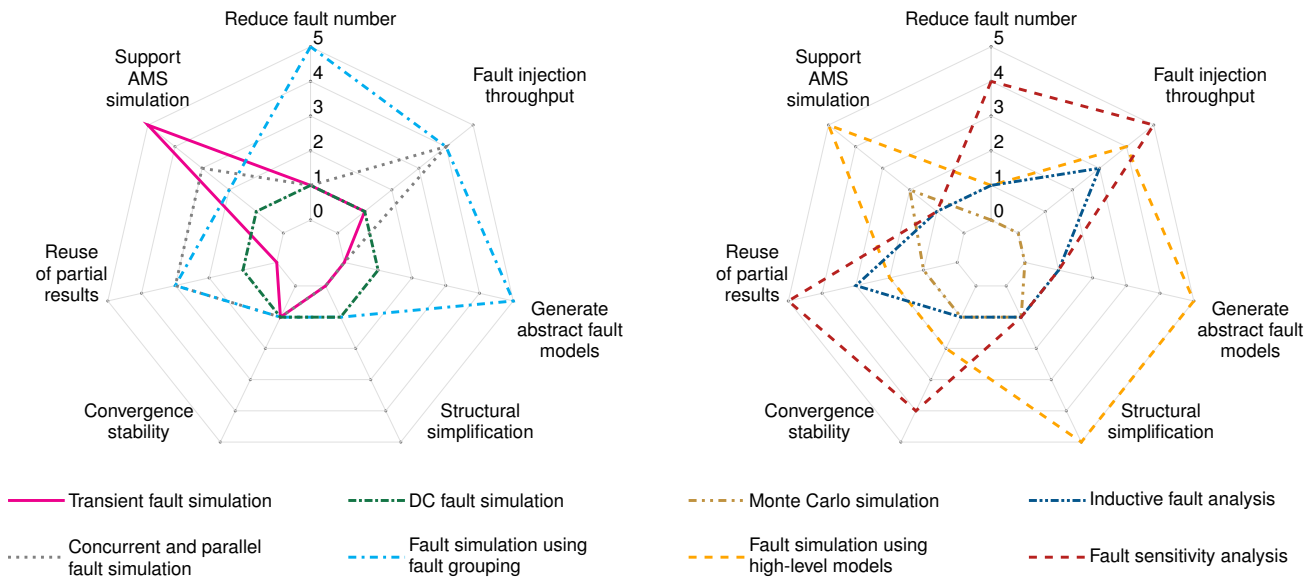 Reduce fault number
5
4
3
2
1
0
Support
AMS
simulation
Fault injection
throughput
Reuse
of partial
results
Generate
abstract fault
models
Convergence
stability
Structural
simplification
Reduce fault number
5
4
3
2
1
0
Support
AMS
simulation
Fault injection
throughput
Reuse
of partial
results
Generate
abstract fault
models
Convergence
stability
Structural
simplification
Transient fault simulation
DC fault simulation
Monte Carlo simulation
Inductive fault analysis
Concurrent and parallel
fault simulation
Fault simulation using
fault grouping
Fault simulation using
high-level models
Fault sensitivity analysis